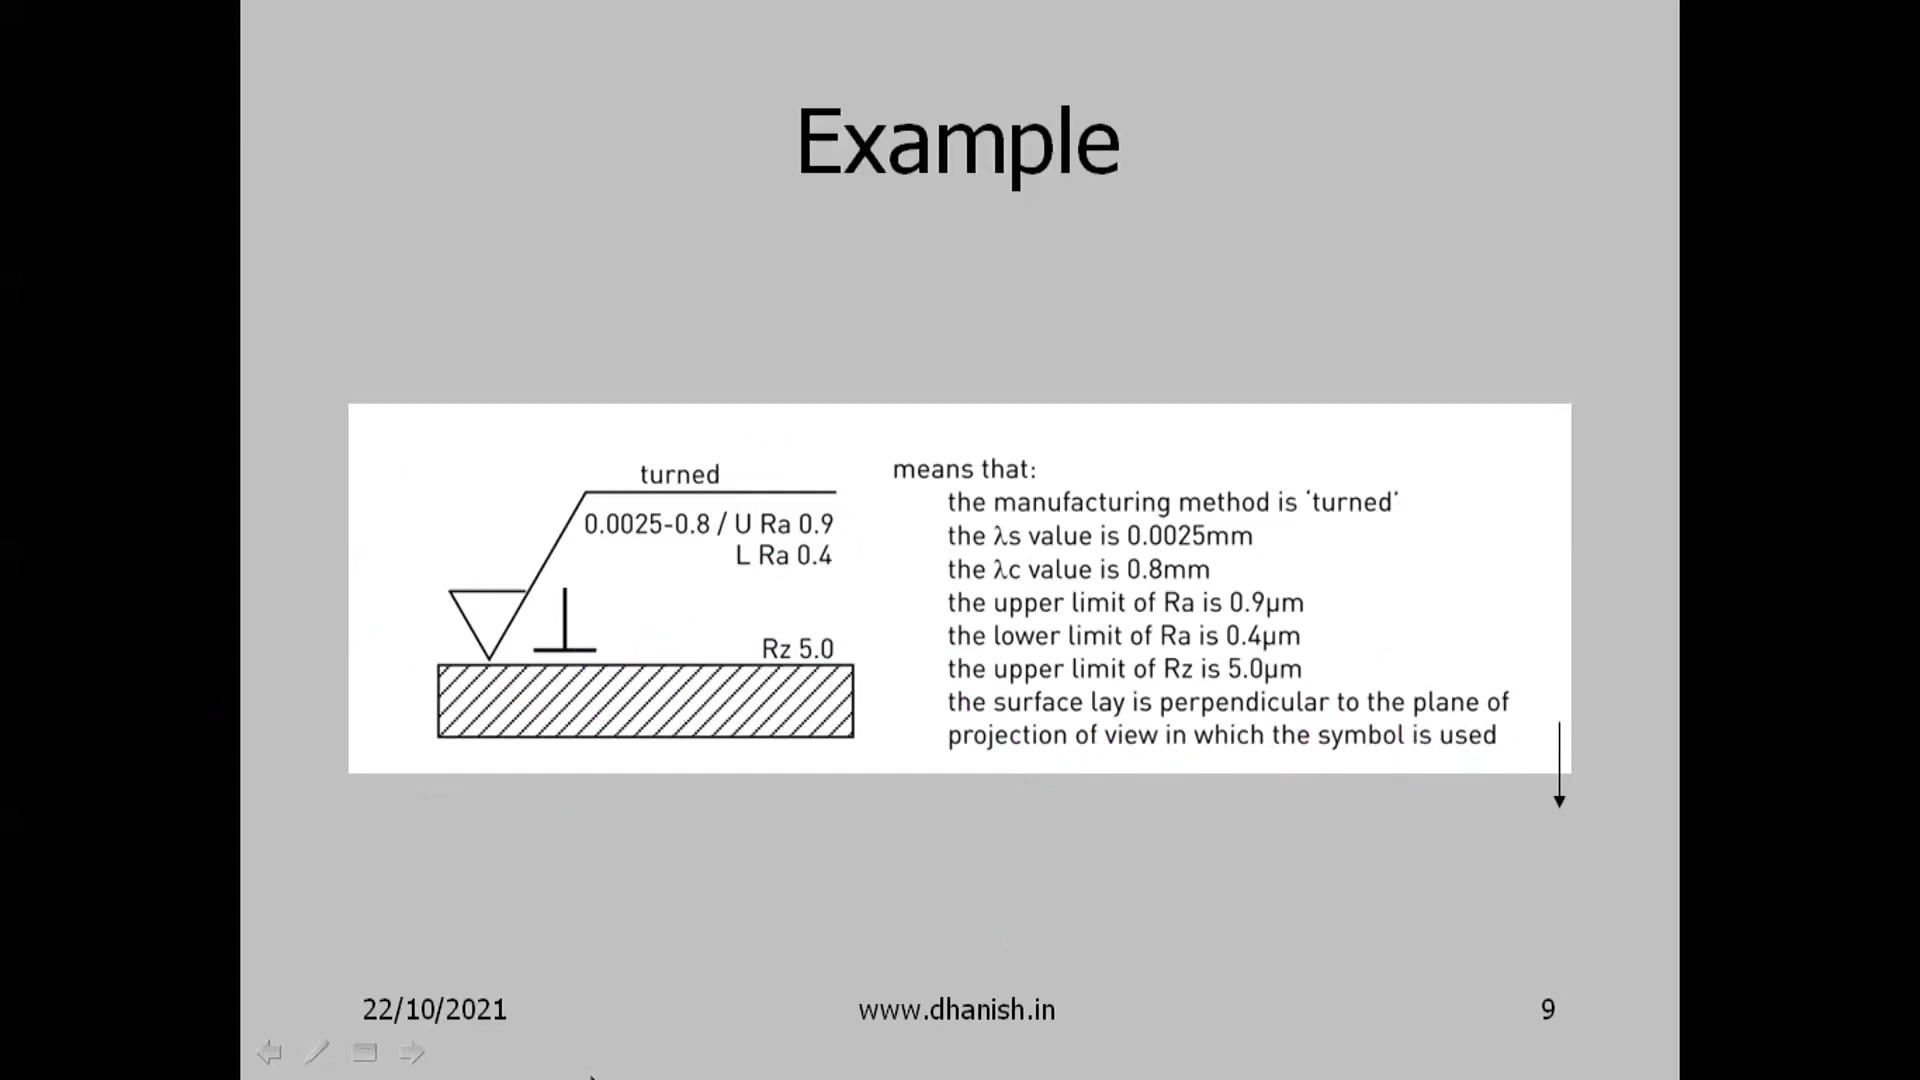 Example
turned
0.0025-0.8 / U Ra 0.9
L Ra 0.4
Rz 5.0
means that:
the manufacturing method is ‘turned’
the λs value is 0.0025mm
the λc value is 0.8mm
the upper limit of Ra is 0.9μm
the lower limit of Ra is 0.4μm
the upper limit of Rz is 5.0μm
the surface lay is perpendicular to the plane of
projection of view in which the symbol is used
22/10/2021
www.dhanish.in
9